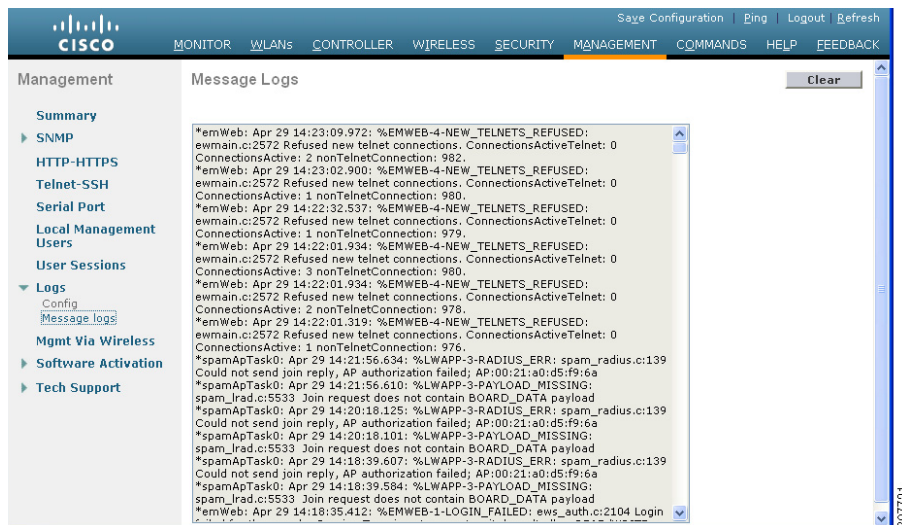 Save Configuration | Ping | Logout | Refresh
CISCO
MONITOR WLANs CONTROLLER WIRELESS SECURITY MANAGEMENT COMMANDS HELP FEEDBACK
Management
Summary
SNMP
HTTP-HTTPS
Telnet-SSH
Serial Port
Local Management
Users
User Sessions
Logs
Config
Message logs
Mgmt Via Wireless
Software Activation
Tech Support
Message Logs
Clear
*emWeb: Apr 29 14:23:09.972: %EMWEB-4-NEW_TELNETS_REFUSED:
ewmain.c:2572 Refused new telnet connections. ConnectionsActiveTelnet: 0
ConnectionsActive: 2 nonTelnetConnection: 982.
*emWeb: Apr 29 14:23:02.900: %EMWEB-4-NEW_TELNETS_REFUSED:
ewmain.c:2572 Refused new telnet connections. ConnectionsActiveTelnet: 0
ConnectionsActive: 1 nonTelnetConnection: 980.
*emWeb: Apr 29 14:22:32.537: %EMWEB-4-NEW_TELNETS_REFUSED:
ewmain.c:2572 Refused new telnet connections. ConnectionsActiveTelnet: 0
ConnectionsActive: 1 nonTelnetConnection: 979.
*emWeb: Apr 29 14:22:01.934: %EMWEB-4-NEW_TELNETS_REFUSED:
ewmain.c:2572 Refused new telnet connections. ConnectionsActiveTelnet: 0
ConnectionsActive: 3 nonTelnetConnection: 980.
*emWeb: Apr 29 14:22:01.934: %EMWEB-4-NEW_TELNETS_REFUSED:
ewmain.c:2572 Refused new telnet connections. ConnectionsActiveTelnet: 0
ConnectionsActive: 2 nonTelnetConnection: 978.
*emWeb: Apr 29 14:22:01.319: %EMWEB-4-NEW_TELNETS_REFUSED:
ewmain.c:2572 Refused new telnet connections. ConnectionsActiveTelnet: 0
ConnectionsActive: 1 nonTelnetConnection: 976.
*spamApTask0: Apr 29 14:21:56.634: %LWAPP-3-RADIUS_ERR: spam_radius.c:139
Could not send join reply, AP authorization failed; AP:00:21:a0:d5:f9:6a
*spamApTask0: Apr 29 14:21:56.610: %LWAPP-3-PAYLOAD_MISSING:
spam_lrad.c:5533 Join request does not contain BOARD_DATA payload
*spamApTask0: Apr 29 14:20:18.125: %LWAPP-3-RADIUS_ERR: spam_radius.c:139
Could not send join reply, AP authorization failed; AP:00:21:a0:d5:f9:6a
*spamApTask0: Apr 29 14:20:18.101: %LWAPP-3-PAYLOAD_MISSING:
spam_lrad.c:5533 Join request does not contain BOARD_DATA payload
*spamApTask0: Apr 29 14:18:39.607: %LWAPP-3-RADIUS_ERR: spam_radius.c:139
Could not send join reply, AP authorization failed; AP:00:21:a0:d5:f9:6a
*spamApTask0: Apr 29 14:18:39.584: %LWAPP-3-PAYLOAD_MISSING:
spam_lrad.c:5533 Join request does not contain BOARD_DATA payload
*emWeb: Apr 29 14:18:35.412: %EMWEB-1-LOGIN_FAILED: ews_auth.c:2104 Login